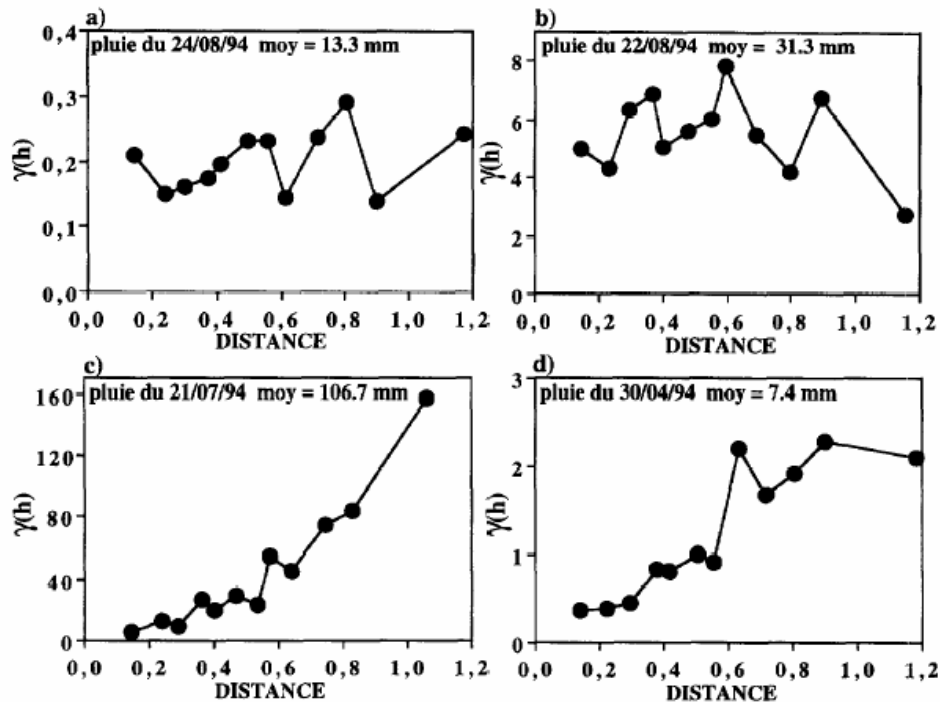 a)
pluie du 24/08/94 moy = 13.3 mm
0,4
0,3
0,2
0,1
0,0
γ(h)
0,0 0,2 0,4 0,6 0,8 1,0 1,2
DISTANCE
b)
pluie du 22/08/94 moy = 31.3 mm
8
6
4
2
0
γ(h)
0,0 0,2 0,4 0,6 0,8 1,0 1,2
DISTANCE
c)
pluie du 21/07/94 moy = 106.7 mm
160
120
80
40
0
γ(h)
0,0 0,2 0,4 0,6 0,8 1,0 1,2
DISTANCE
d)
pluie du 30/04/94 moy = 7.4 mm
3
2
1
0
γ(h)
0,0 0,2 0,4 0,6 0,8 1,0 1,2
DISTANCE